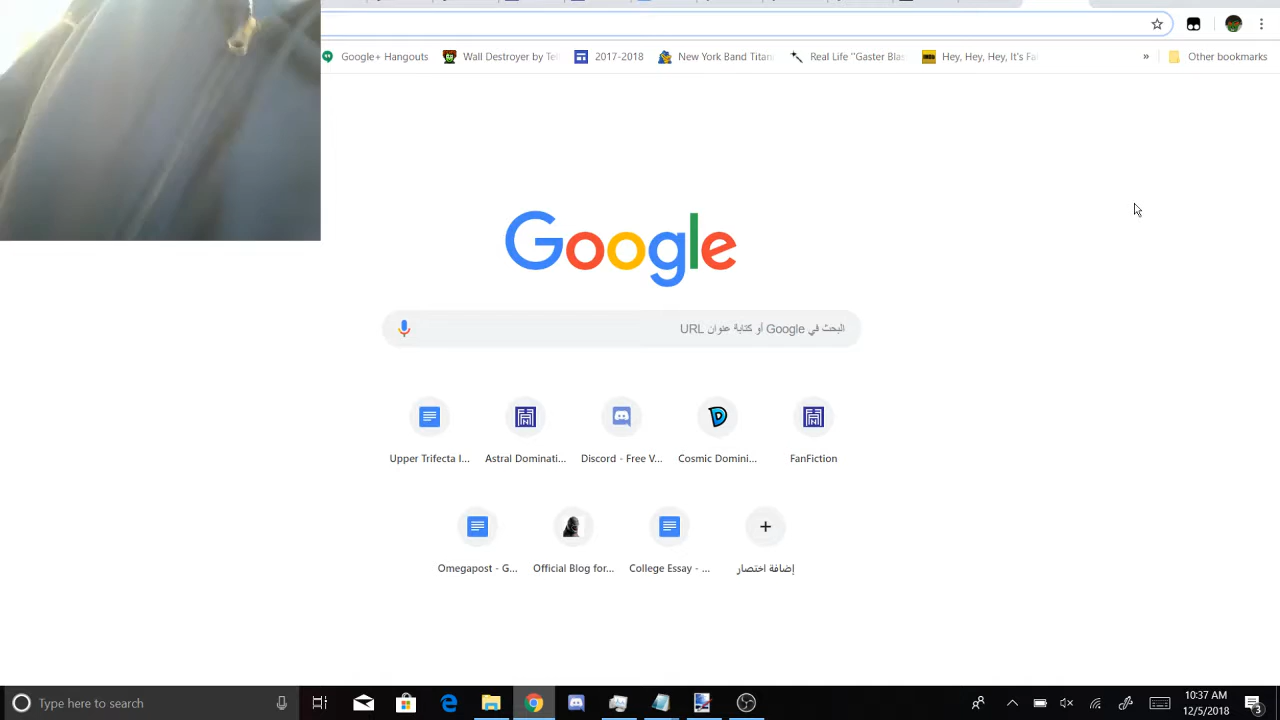 Google+ Hangouts
Wall Destroyer by Tel
2017-2018
New York Band Titan
Real Life "Gaster Blas
Hey, Hey, Hey, It's Fa
»
Other bookmarks
Google
البحث في Google أو كتابة عنوان URL
Upper Trifecta I...
Astral Dominati...
Discord - Free V...
Cosmic Domini...
FanFiction
Omegapost - G...
Official Blog for...
College Essay - ...
إضافة اختصار
Type here to search
10:37 AM
12/5/2018
3